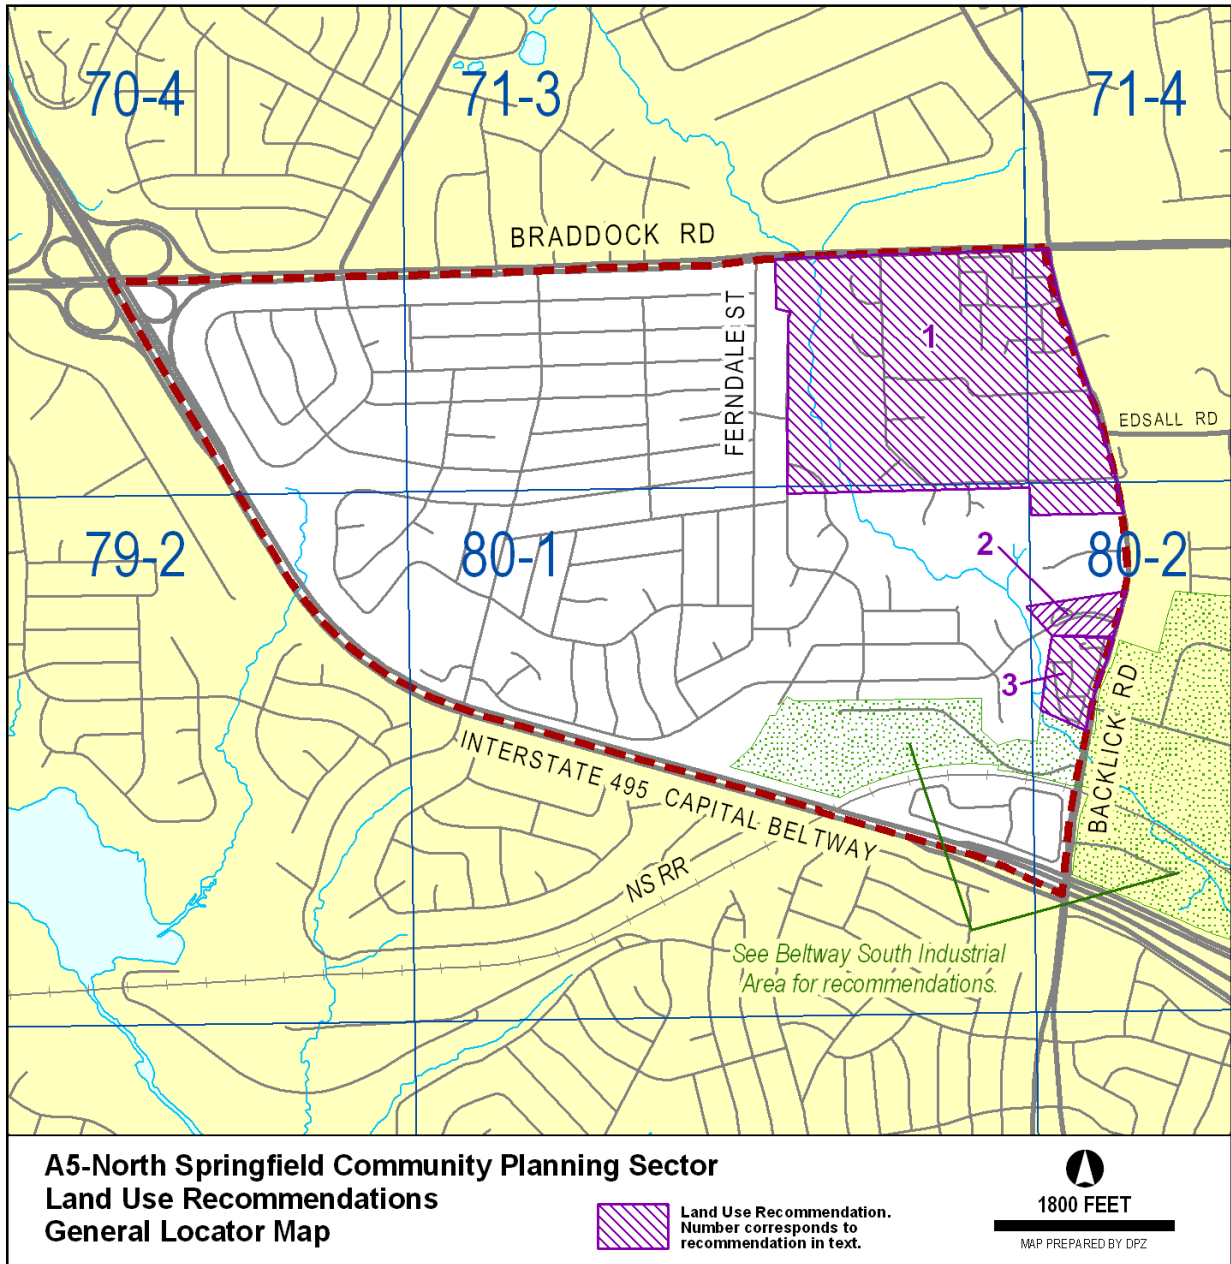 70-4
71-3
71-4
BRADDOCK RD
FERNDALE ST
1
EDSALL RD
79-2
80-1
2
80-2
3
BACKLICK RD
INTERSTATE 495 CAPITAL BELTWAY
NS RR
See Beltway South Industrial
Area for recommendations.
A5-North Springfield Community Planning Sector
Land Use Recommendations
General Locator Map
Land Use Recommendation.
Number corresponds to
recommendation in text.
1800 FEET
MAP PREPARED BY DPZ